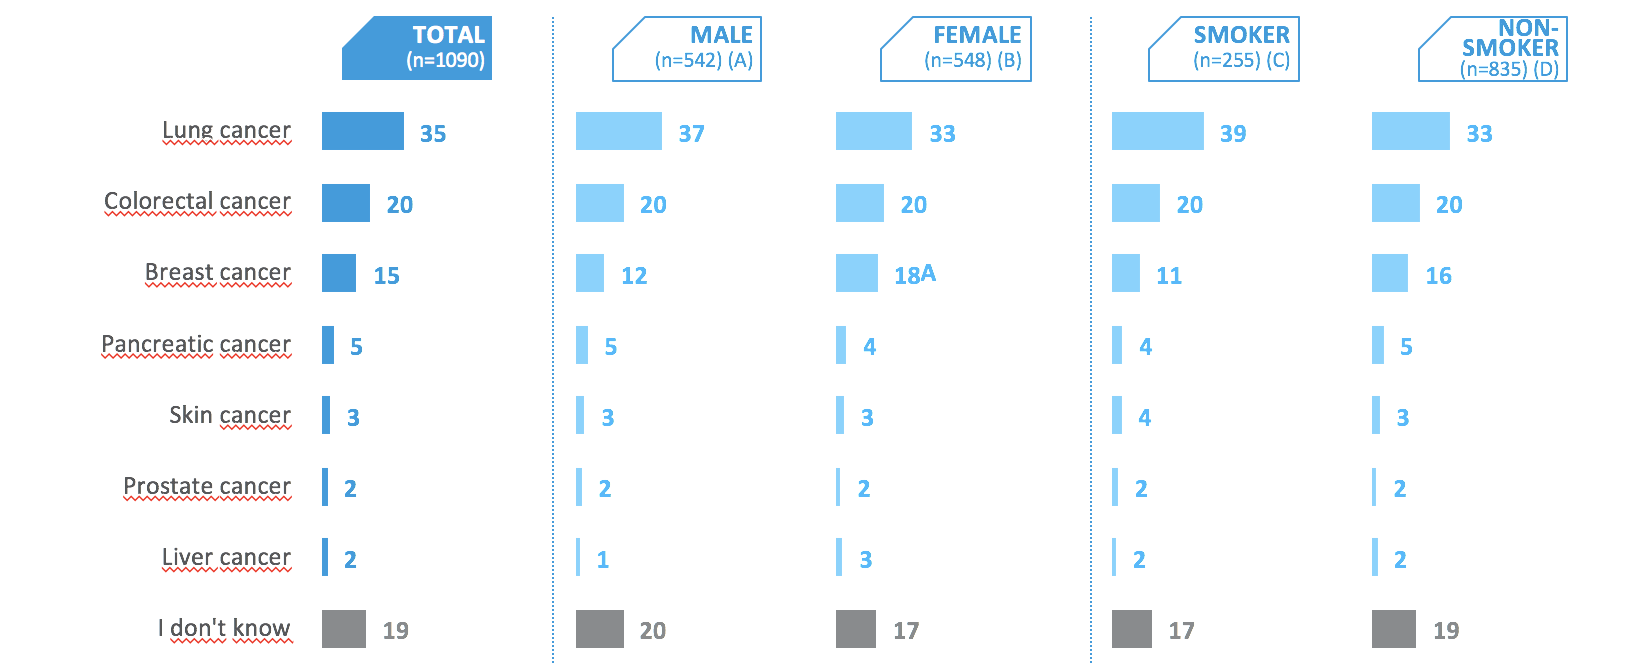 TOTAL
(n=1090)
MALE
(n=542) (A)
FEMALE
(n=548) (B)
SMOKER
(n=255) (C)
NON-
SMOKER
(n=835) (D)
Lung cancer 35 37 33 39 33
Colorectal cancer 20 20 20 20 20
Breast cancer 15 12 18A 11 16
Pancreatic cancer 5 5 4 4 5
Skin cancer 3 3 3 4 3
Prostate cancer 2 2 2 2 2
Liver cancer 2 1 3 2 2
I don't know 19 20 17 17 19